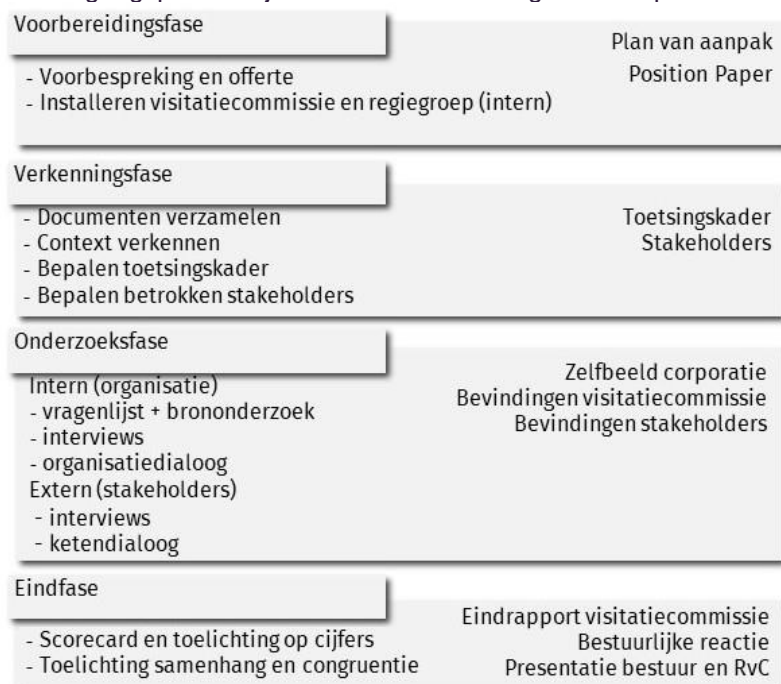 Voorbereidingsfase
Plan van aanpak
Position Paper
- Voorbespreking en offerte
- Installeren visitatiecommissie en regiegroep (intern)
Verkenningsfase
- Documenten verzamelen
- Context verkennen
- Bepalen toetsingskader
- Bepalen betrokken stakeholders
Toetsingskader
Stakeholders
Onderzoeksfase
Intern (organisatie)
- vragenlijst + brononderzoek
- interviews
- organisatiedialoog
Extern (stakeholders)
- interviews
- ketendialoog
Zelfbeeld corporatie
Bevindingen visitatiecommissie
Bevindingen stakeholders
Eindfase
- Scorecard en toelichting op cijfers
- Toelichting samenhang en congruentie
Eindrapport visitatiecommissie
Bestuurlijke reactie
Presentatie bestuur en RvC